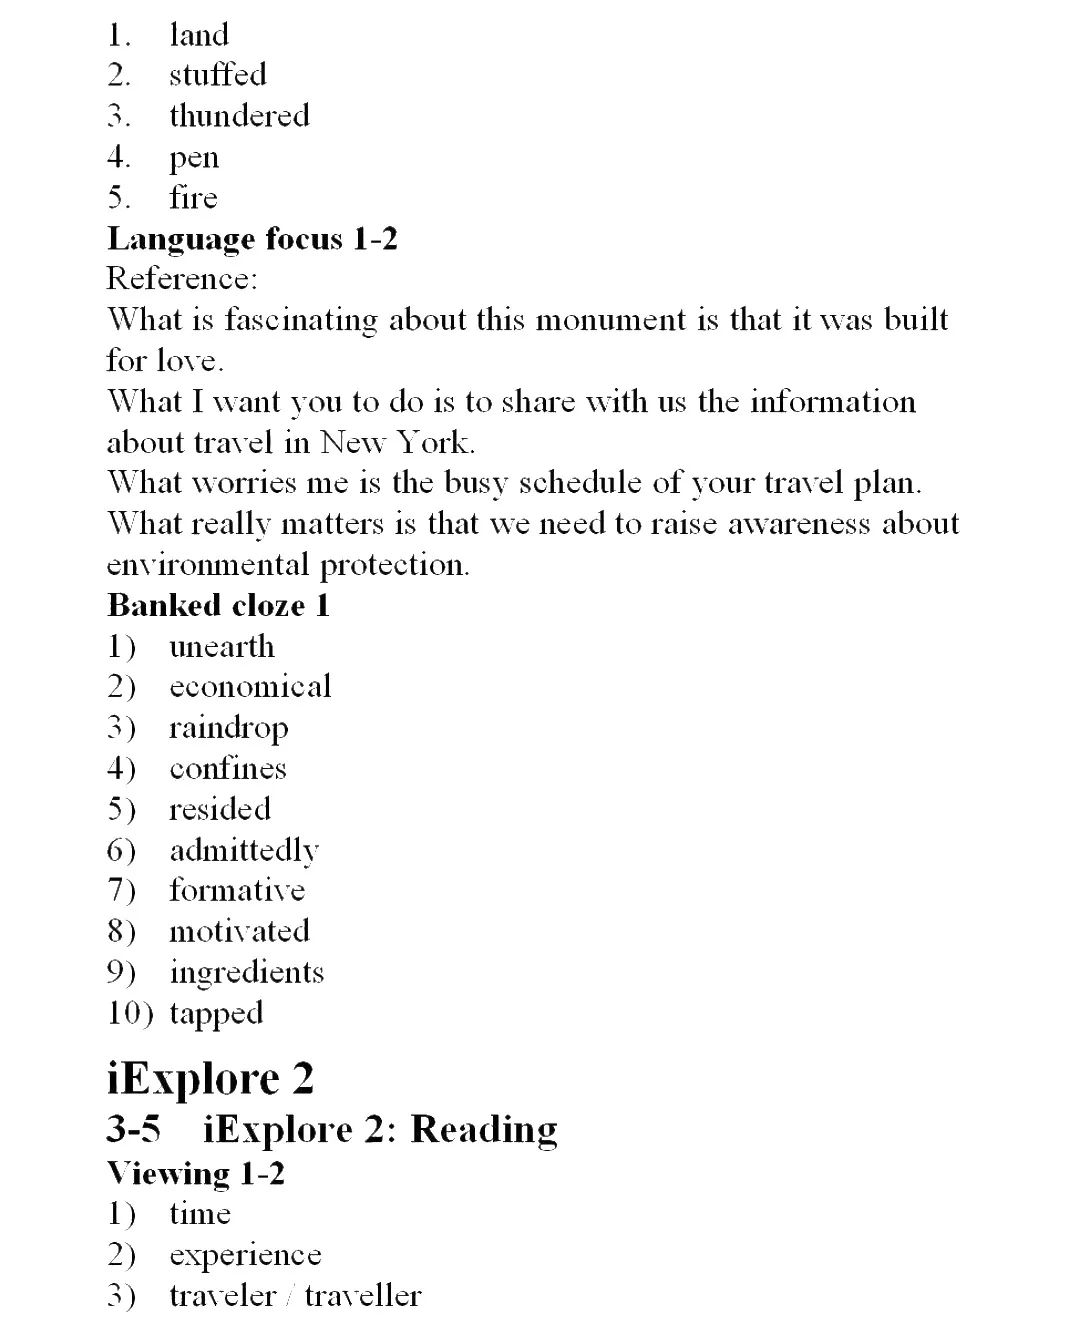 1. land
2. stuffed
3. thundered
4. pen
5. fire
Language focus 1-2
Reference:
What is fascinating about this monument is that it was built
for love.
What I want you to do is to share with us the information
about travel in New York.
What worries me is the busy schedule of your travel plan.
What really matters is that we need to raise awareness about
environmental protection.
Banked cloze 1
1) unearth
2) economical
3) raindrop
4) confines
5) resided
6) admittedly
7) formative
8) motivated
9) ingredients
10) tapped
iExplore 2
3-5 iExplore 2: Reading
Viewing 1-2
1) time
2) experience
3) traveler / traveller